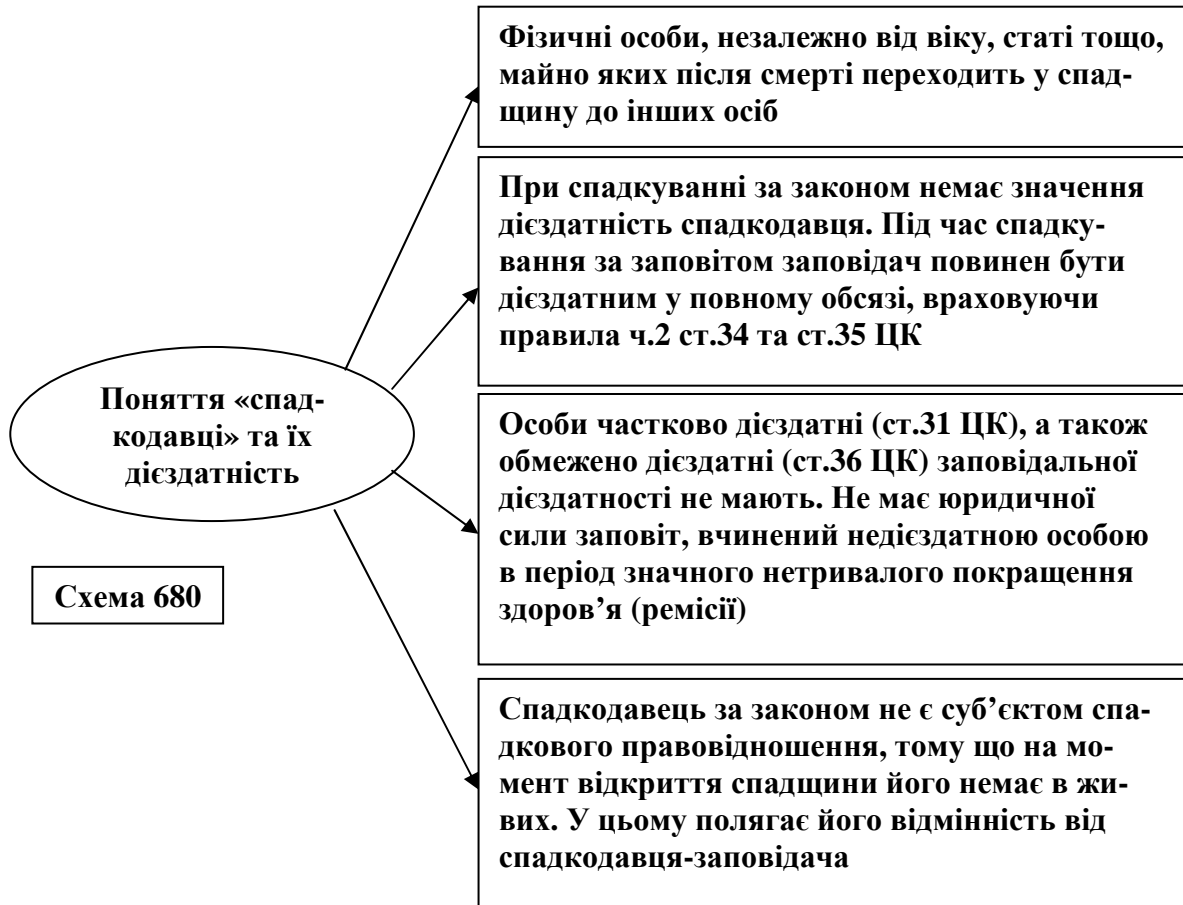 Фізичні особи, незалежно від віку, статі тощо,
майно яких після смерті переходить у спад-
щину до інших осіб
При спадкуванні за законом немає значення
дієздатність спадкодавця. Під час спадку-
вання за заповітом заповідач повинен бути
дієздатним у повному обсязі, враховуючи
правила ч.2 ст.34 та ст.35 ЦК
Поняття «спад-
кодавці» та їх
дієздатність
Особи частково дієздатні (ст.31 ЦК), а також
обмежено дієздатні (ст.36 ЦК) заповідальної
дієздатності не мають. Не має юридичної
сили заповіт, вчинений недієздатною особою
в період значного нетривалого покращення
здоров’я (ремісії)
Схема 680
Спадкодавець за законом не є суб’єктом спа-
дкового правовідношення, тому що на мо-
мент відкриття спадщини його немає в жи-
вих. У цьому полягає його відмінність від
спадкодавця-заповідача